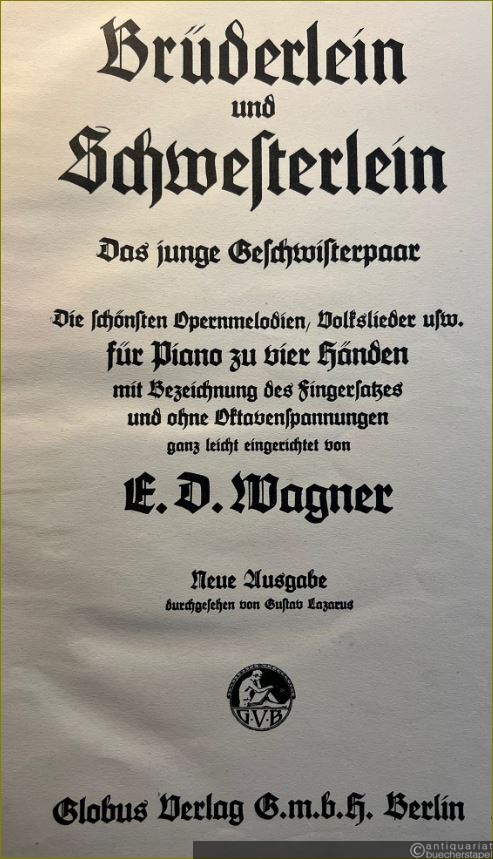 Brüderlein
und
Schwesterlein
Das junge Geschwisterpaar
Die schönsten Opernmelodien, Volkslieder usw.
für Piano zu vier Händen
mit Bezeichnung des Fingersatzes
und ohne Oktavenspannungen
ganz leicht eingerichtet von
E. D. Wagner
Neue Ausgabe
durchgesehen von Gustav Lazarus
G.V.B
Globus Verlag G.m.b.H. Berlin
©antiquariat
buecherstapel